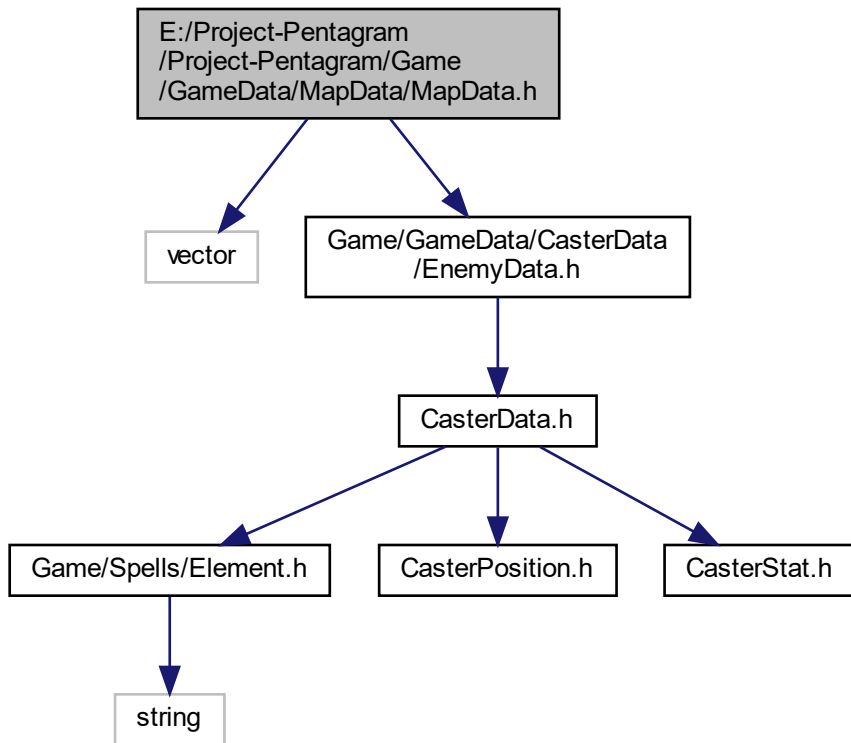 E:/Project-Pentagram
/Project-Pentagram/Game
/GameData/MapData/MapData.h
vector
Game/GameData/CasterData
/EnemyData.h
CasterData.h
Game/Spells/Element.h
CasterPosition.h
CasterStat.h
string